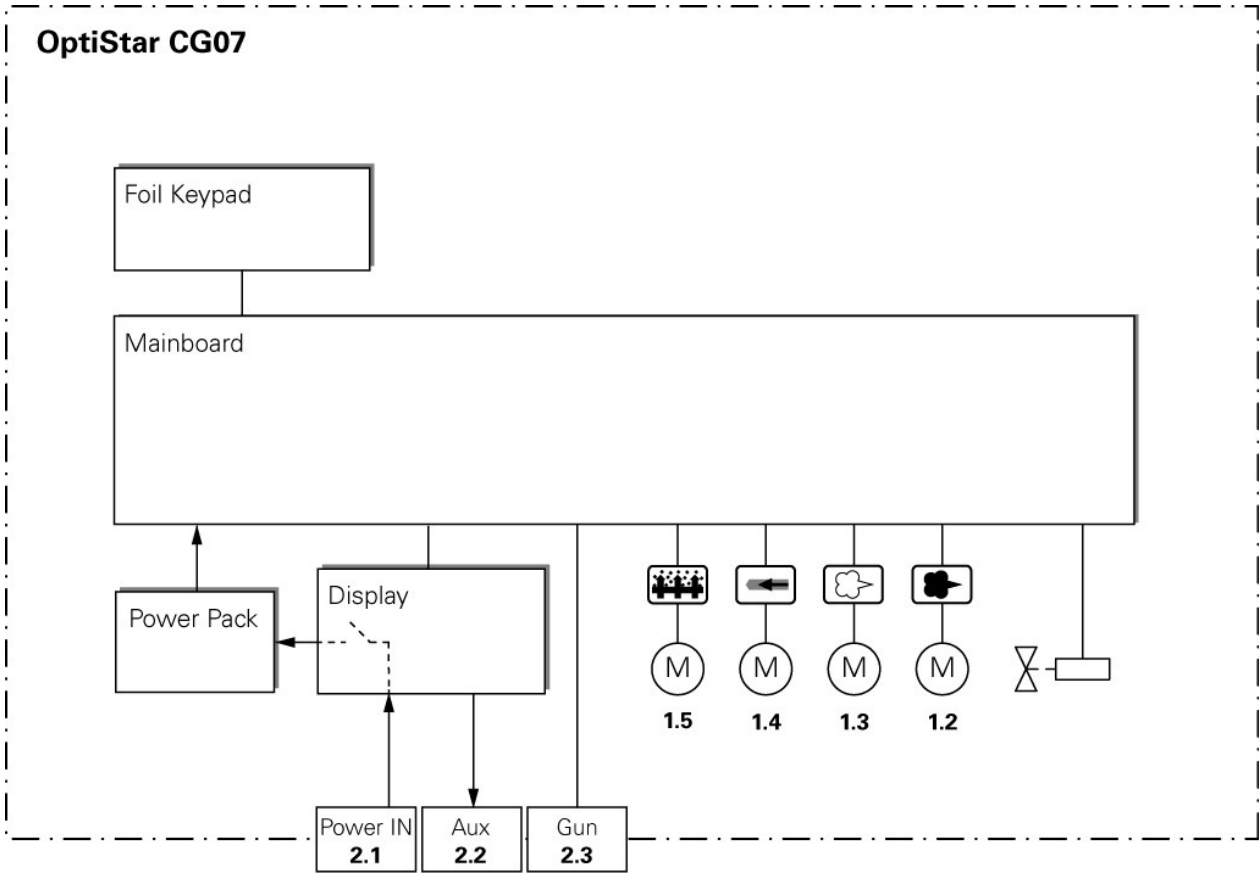 OptiStar CG07
Foil Keypad
Mainboard
Power Pack
Display
M
M
M
M
1.5
1.4
1.3
1.2
Power IN
2.1
Aux
2.2
Gun
2.3